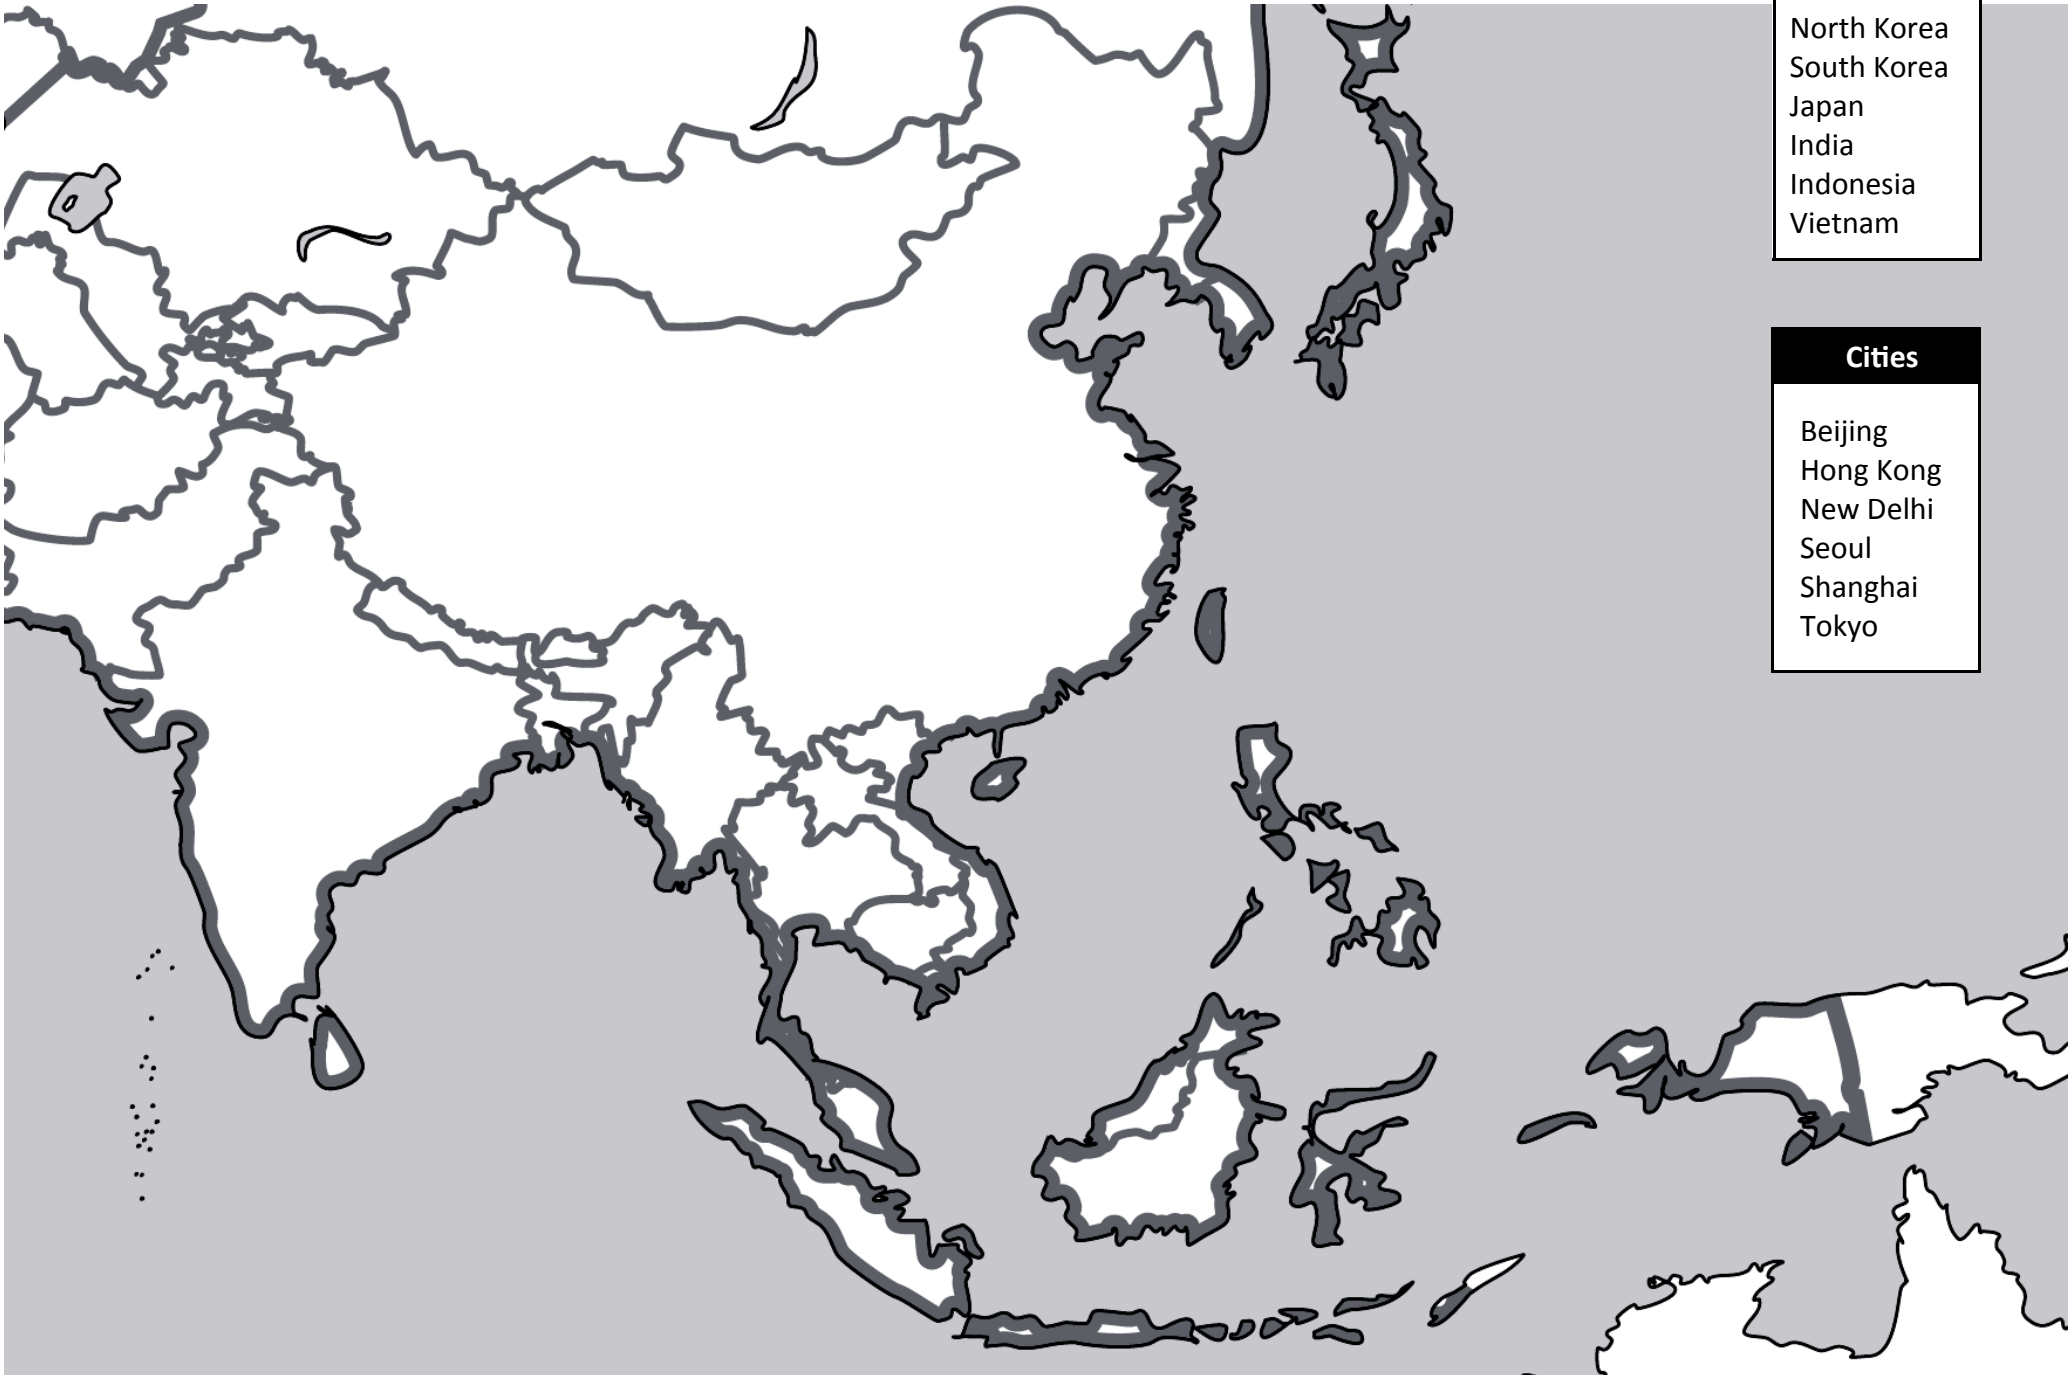 North Korea
South Korea
Japan
India
Indonesia
Vietnam
Cities
Beijing
Hong Kong
New Delhi
Seoul
Shanghai
Tokyo